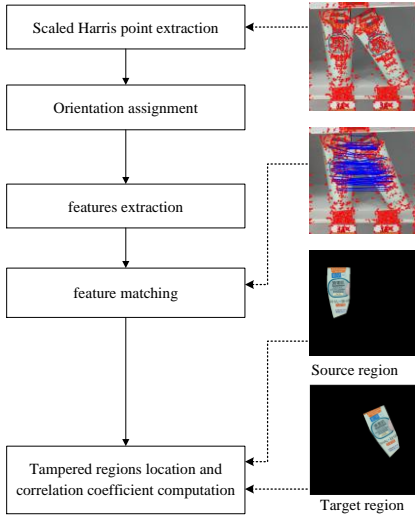 Scaled Harris point extraction
Orientation assignment
features extraction
feature matching
Source region
Tampered regions location and
correlation coefficient computation
Target region